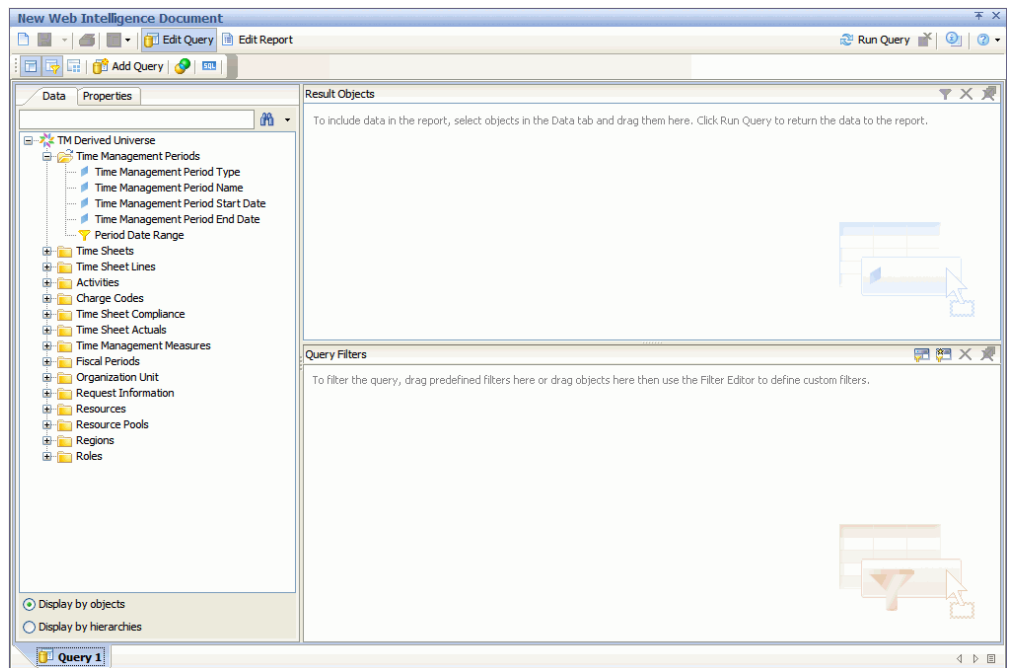 New Web Intelligence Document
Edit Query Edit Report Run Query
Add Query SQL
Data Properties
TM Derived Universe
Time Management Periods
Time Management Period Type
Time Management Period Name
Time Management Period Start Date
Time Management Period End Date
Period Date Range
Time Sheets
Time Sheet Lines
Activities
Charge Codes
Time Sheet Compliance
Time Sheet Actuals
Time Management Measures
Fiscal Periods
Organization Unit
Request Information
Resources
Resource Pools
Regions
Roles
Display by objects
Display by hierarchies
Result Objects
To include data in the report, select objects in the Data tab and drag them here. Click Run Query to return the data to the report.
Query Filters
To filter the query, drag predefined filters here or drag objects here then use the Filter Editor to define custom filters.
Query 1